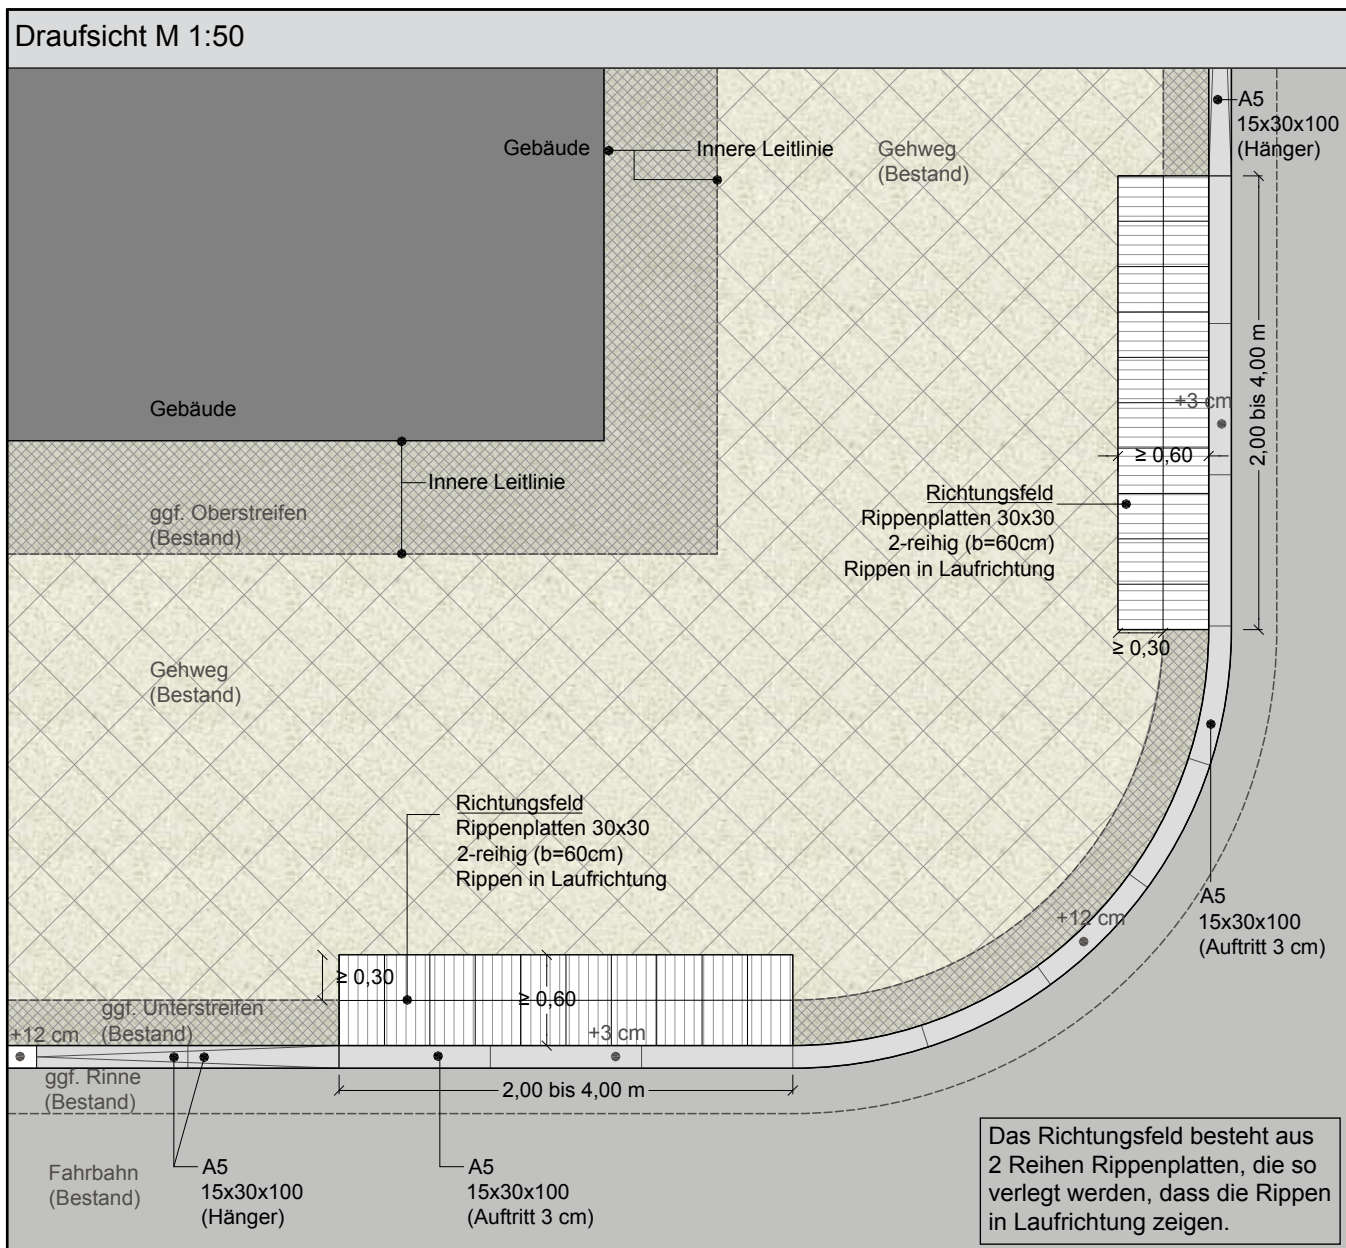 Draufsicht M 1:50
A5
15x30x100
(Hänger)
Gebäude
Innere Leitlinie
Gehweg
(Bestand)
Gebäude
+3 cm
2,00 bis 4,00 m
≥ 0,60
Innere Leitlinie
ggf. Oberstreifen
(Bestand)
Richtungsfeld
Rippenplatten 30x30
2-reihig (b=60cm)
Rippen in Laufrichtung
≥ 0,30
Gehweg
(Bestand)
Richtungsfeld
Rippenplatten 30x30
2-reihig (b=60cm)
Rippen in Laufrichtung
A5
15x30x100
(Auftritt 3 cm)
+12 cm
≥ 0,30
≥ 0,60
ggf. Unterstreifen
(Bestand)
+12 cm
+3 cm
ggf. Rinne
(Bestand)
2,00 bis 4,00 m
Fahrbahn
(Bestand)
A5
15x30x100
(Hänger)
A5
15x30x100
(Auftritt 3 cm)
Das Richtungsfeld besteht aus
2 Reihen Rippenplatten, die so
verlegt werden, dass die Rippen
in Laufrichtung zeigen.